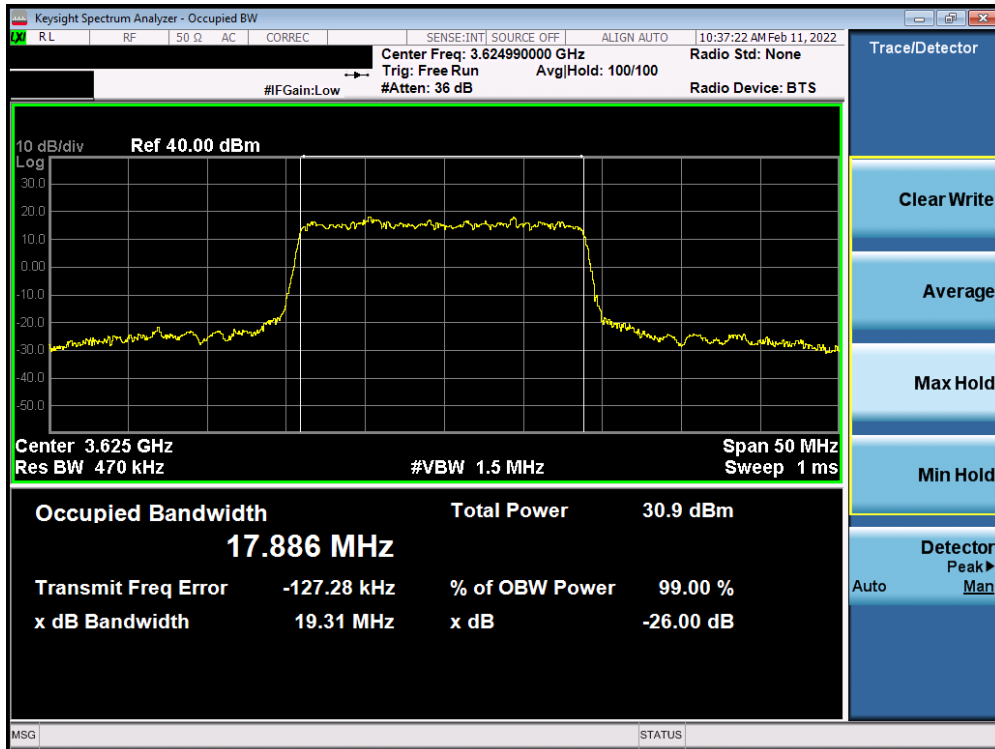 Keysight Spectrum Analyzer - Occupied BW
LXI RL RF 50 Ω AC CORREC SENSE:INT SOURCE OFF ALIGN AUTO 10:37:22 AM Feb 11, 2022
Center Freq: 3.624990000 GHz Radio Std: None
Trig: Free Run Avg|Hold: 100/100
#IFGain:Low #Atten: 36 dB Radio Device: BTS
10 dB/div Ref 40.00 dBm
Log
30.0
20.0
10.0
0.00
-10.0
-20.0
-30.0
-40.0
-50.0
Center 3.625 GHz Span 50 MHz
Res BW 470 kHz #VBW 1.5 MHz Sweep 1 ms
Occupied Bandwidth Total Power 30.9 dBm
17.886 MHz
Transmit Freq Error -127.28 kHz % of OBW Power 99.00 %
x dB Bandwidth 19.31 MHz x dB -26.00 dB
MSG STATUS
Trace/Detector
Clear Write
Average
Max Hold
Min Hold
Detector
Peak▶
Auto Man